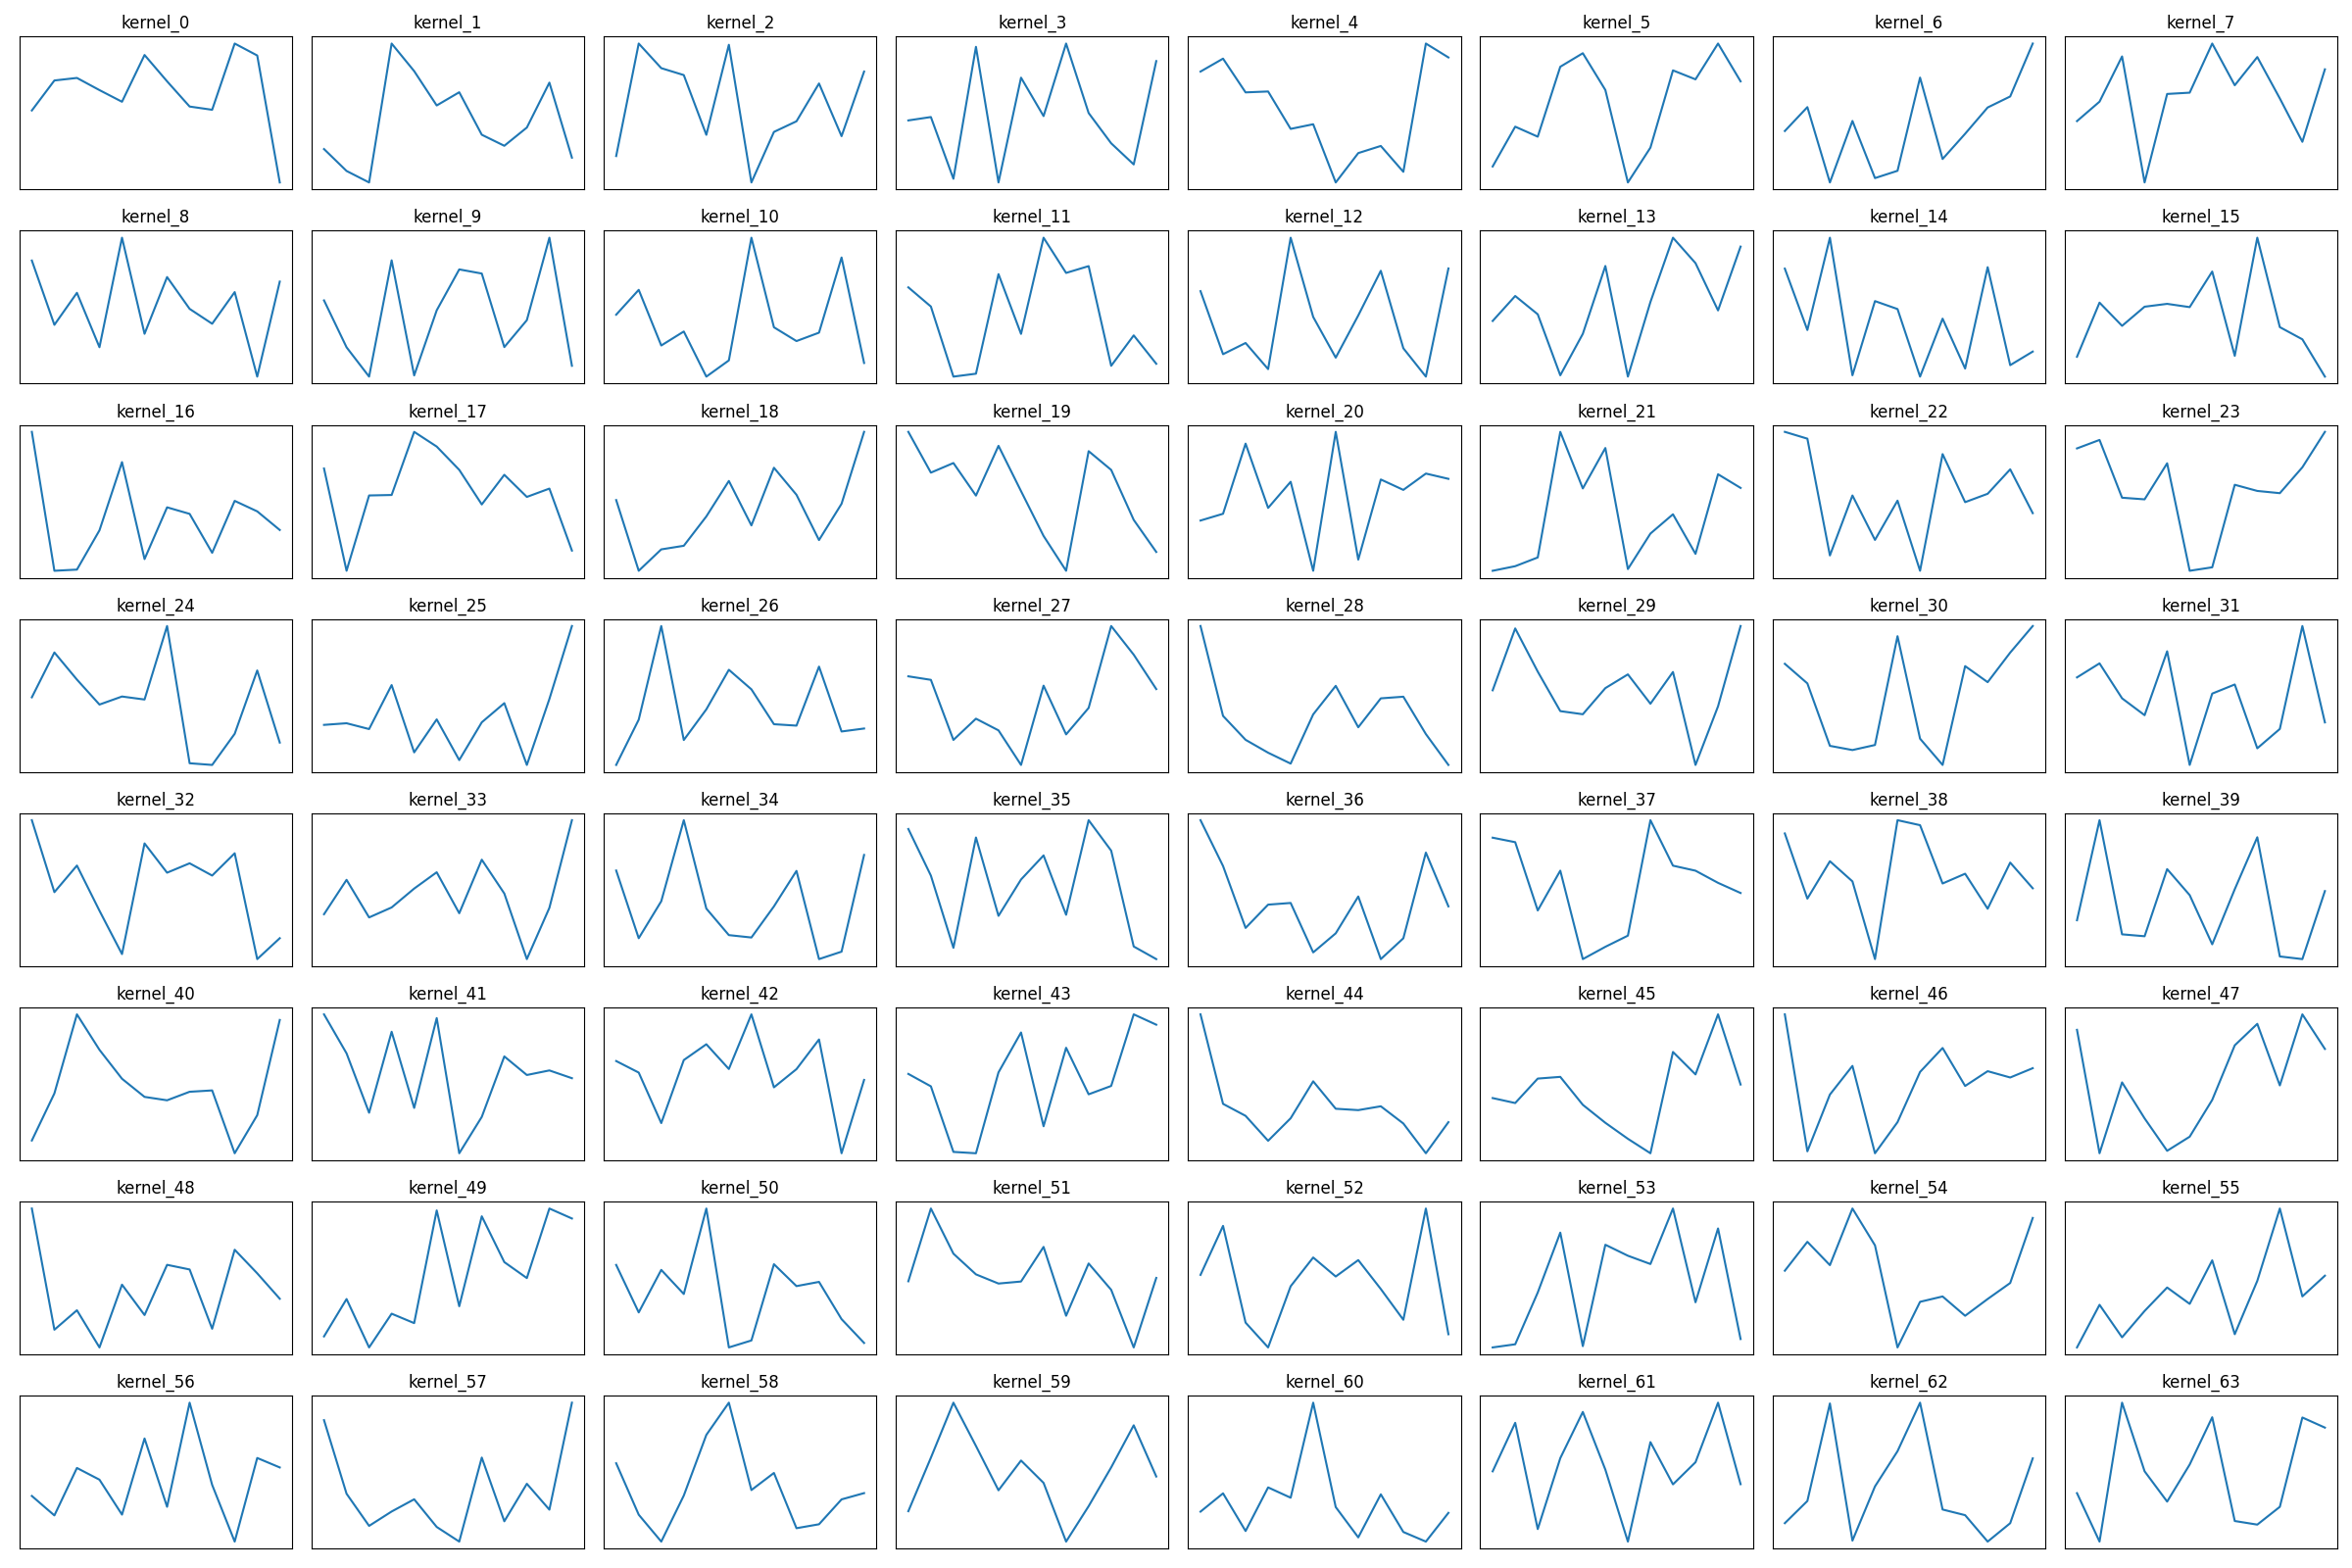 kernel_0 kernel_1 kernel_2 kernel_3 kernel_4 kernel_5 kernel_6 kernel_7
kernel_8 kernel_9 kernel_10 kernel_11 kernel_12 kernel_13 kernel_14 kernel_15
kernel_16 kernel_17 kernel_18 kernel_19 kernel_20 kernel_21 kernel_22 kernel_23
kernel_24 kernel_25 kernel_26 kernel_27 kernel_28 kernel_29 kernel_30 kernel_31
kernel_32 kernel_33 kernel_34 kernel_35 kernel_36 kernel_37 kernel_38 kernel_39
kernel_40 kernel_41 kernel_42 kernel_43 kernel_44 kernel_45 kernel_46 kernel_47
kernel_48 kernel_49 kernel_50 kernel_51 kernel_52 kernel_53 kernel_54 kernel_55
kernel_56 kernel_57 kernel_58 kernel_59 kernel_60 kernel_61 kernel_62 kernel_63